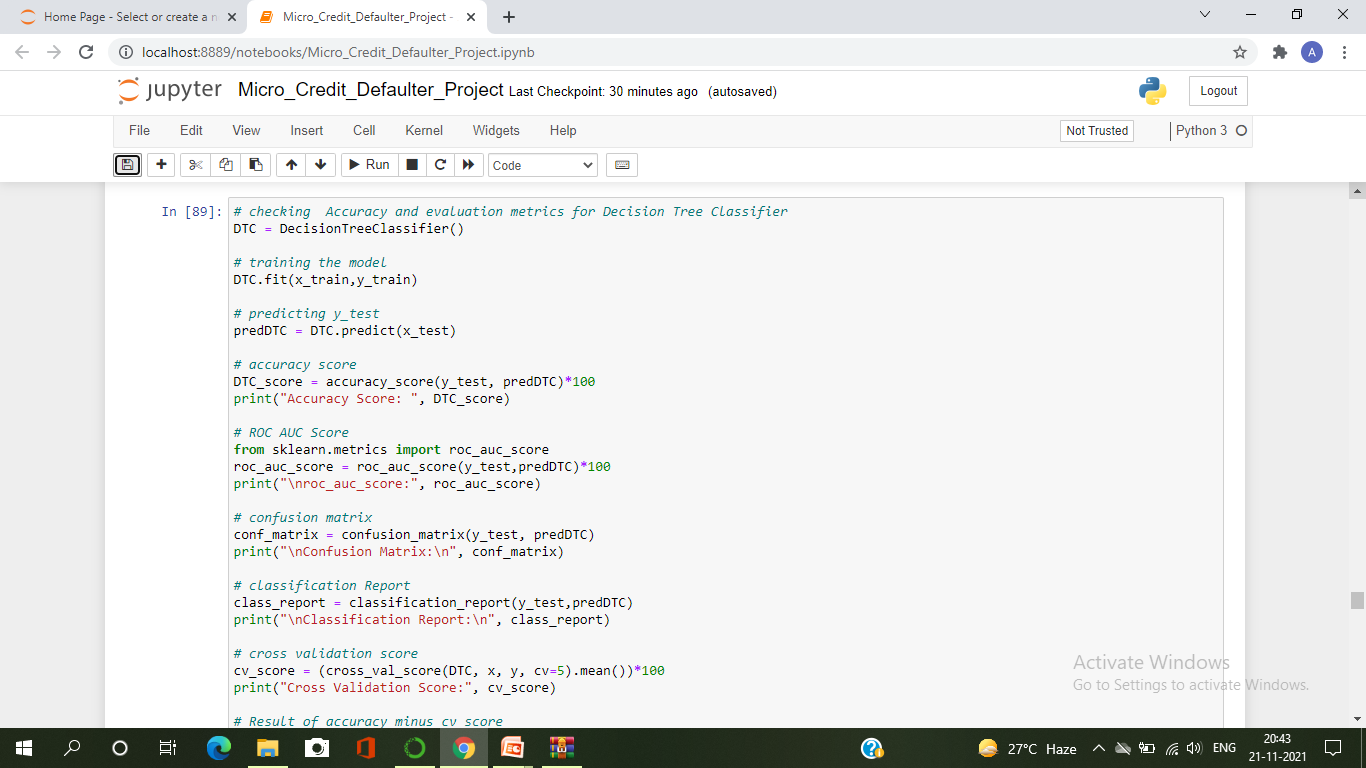 Home Page - Select or create a n
Micro_Credit_Defaulter_Project -
localhost:8889/notebooks/Micro_Credit_Defaulter_Project.ipynb
A
jupyter Micro_Credit_Defaulter_Project Last Checkpoint: 30 minutes ago (autosaved)
Logout
File Edit View Insert Cell Kernel Widgets Help
Not Trusted
Python 3
Run
Code
In [89]:
# checking  Accuracy and evaluation metrics for Decision Tree Classifier
DTC = DecisionTreeClassifier()
# training the model
DTC.fit(x_train,y_train)
# predicting y_test
predDTC = DTC.predict(x_test)
# accuracy score
DTC_score = accuracy_score(y_test, predDTC)*100
print("Accuracy Score: ", DTC_score)
# ROC AUC Score
from sklearn.metrics import roc_auc_score
roc_auc_score = roc_auc_score(y_test,predDTC)*100
print("\nroc_auc_score:", roc_auc_score)
# confusion matrix
conf_matrix = confusion_matrix(y_test, predDTC)
print("\nConfusion Matrix:\n", conf_matrix)
# classification Report
class_report = classification_report(y_test,predDTC)
print("\nClassification Report:\n", class_report)
# cross validation score
cv_score = (cross_val_score(DTC, x, y, cv=5).mean())*100
print("Cross Validation Score:", cv_score)
# Result of accuracy minus cv score
Activate Windows
Go to Settings to activate Windows.
27°C Haze
ENG
20:43
21-11-2021